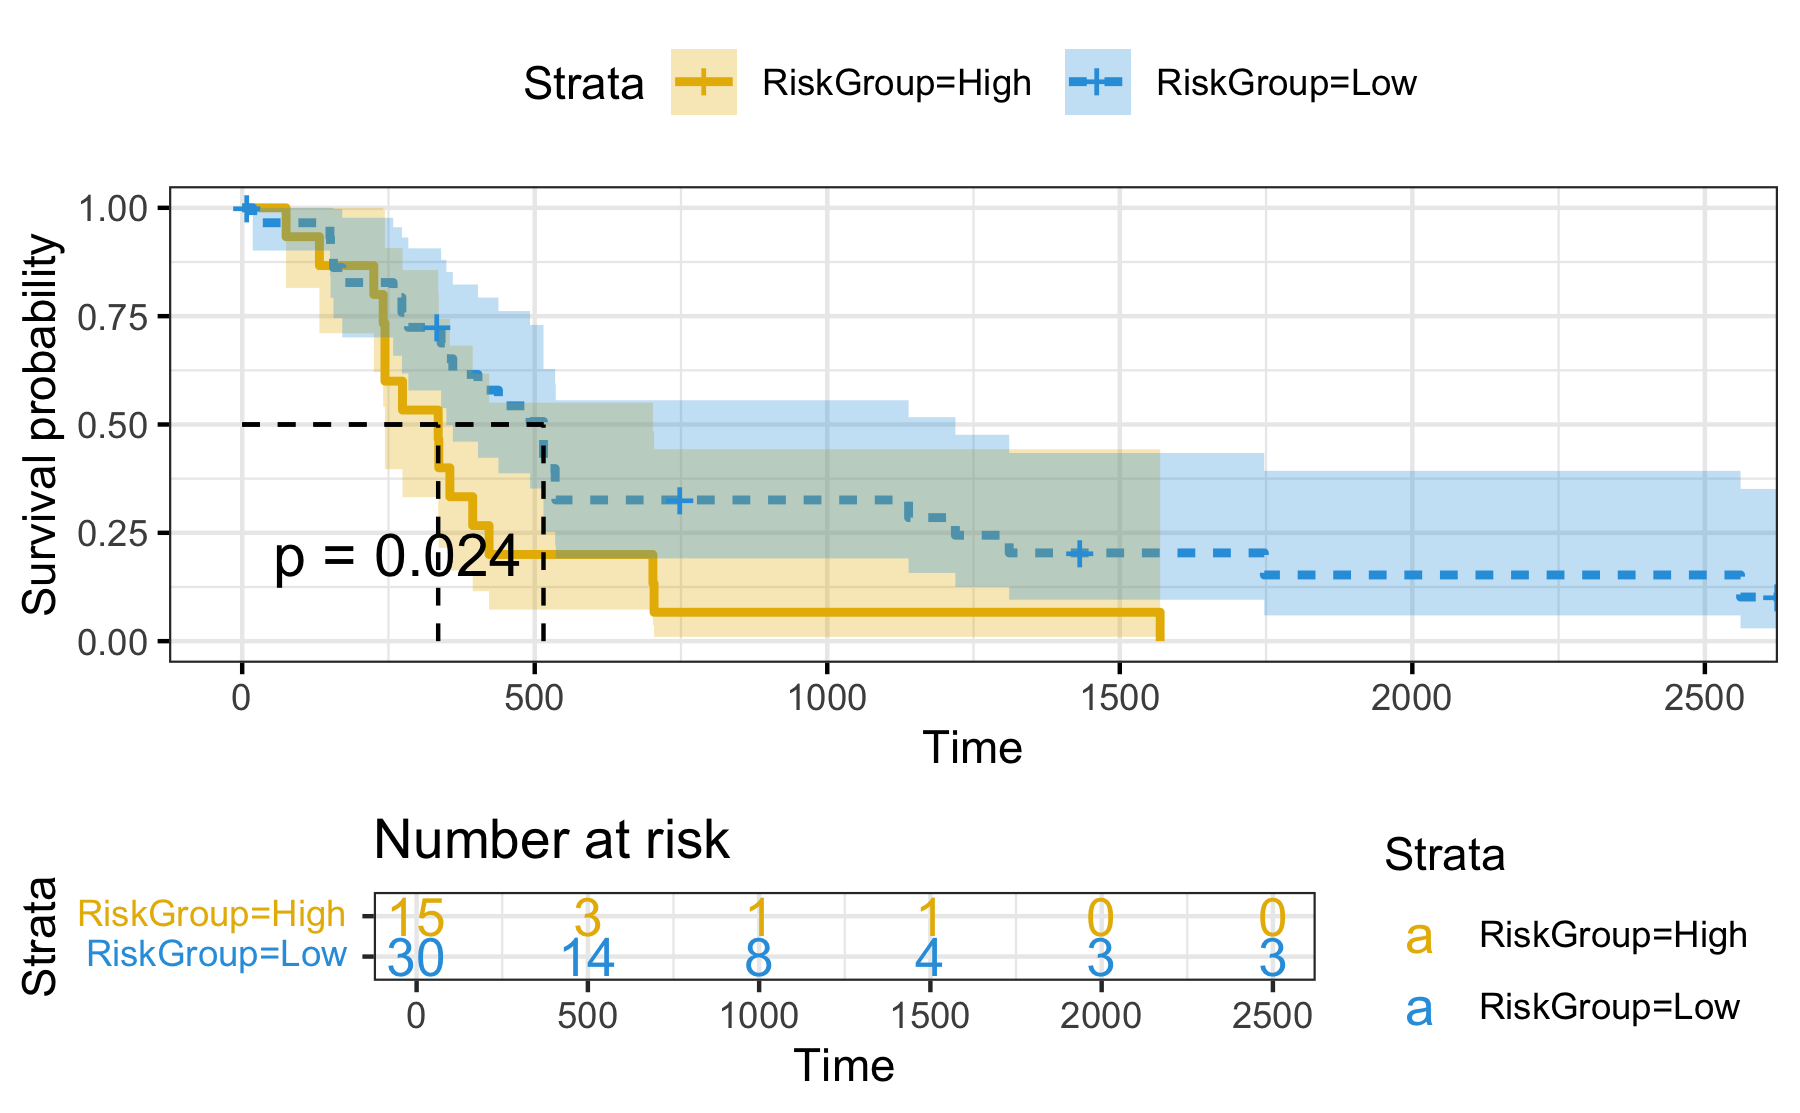 Strata RiskGroup=High RiskGroup=Low
Survival probability
1.00
0.75
0.50
0.25
0.00
p = 0.024
0 500 1000 1500 2000 2500
Time
Number at risk
Strata
RiskGroup=High 15 3 1 1 0 0
RiskGroup=Low 30 14 8 4 3 3
0 500 1000 1500 2000 2500
Time
Strata
a RiskGroup=High
a RiskGroup=Low